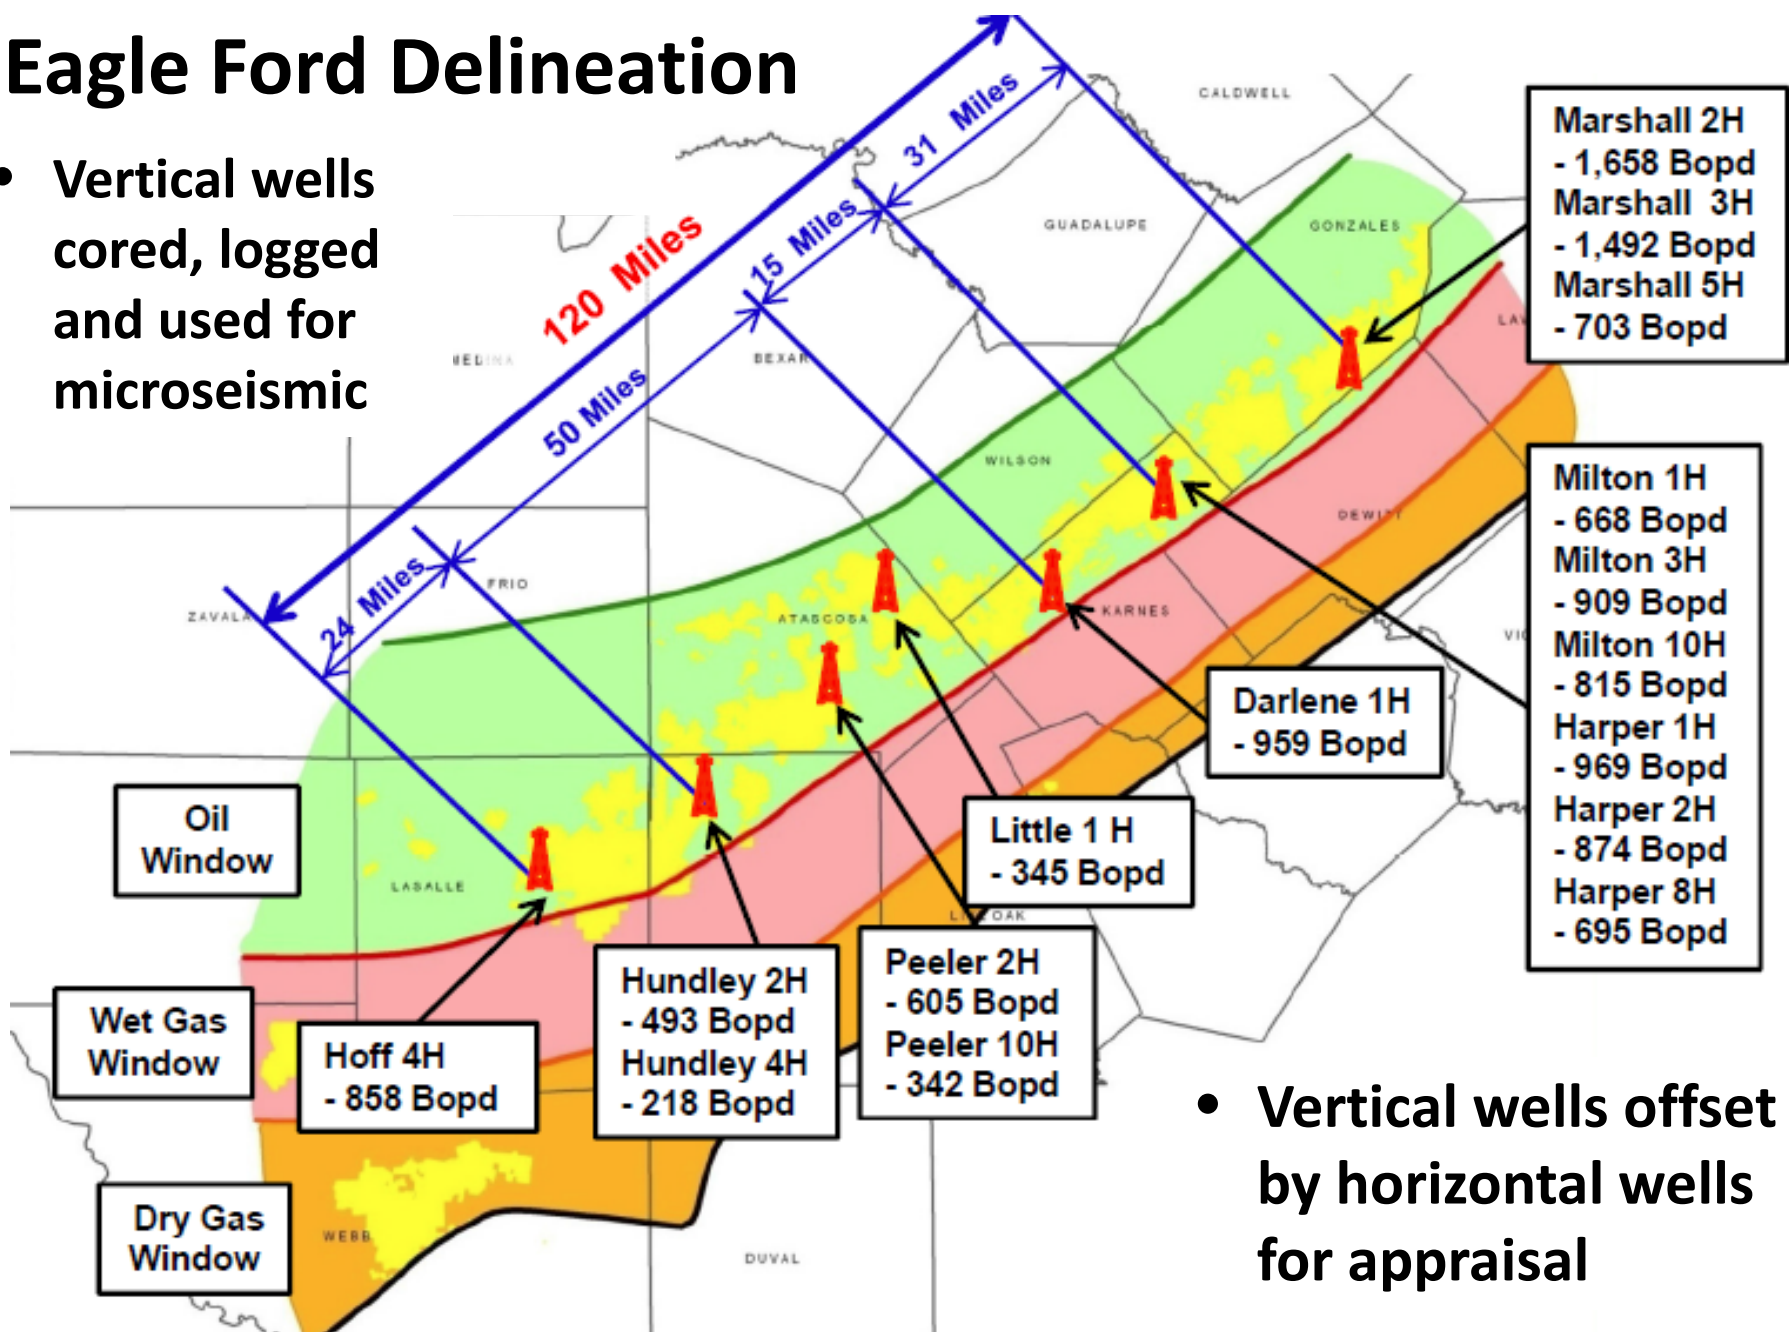 Eagle Ford Delineation
• Vertical wells
cored, logged
and used for
microseismic
120 Miles
31 Miles
15 Miles
50 Miles
24 Miles
CALDWELL
GUADALUPE
GONZALES
BEXAR
WILSON
DEWITT
FRIO
ZAVALA
ATASCOSA
KARNES
LASALLE
WEBB
DUVAL
Marshall 2H
- 1,658 Bopd
Marshall 3H
- 1,492 Bopd
Marshall 5H
- 703 Bopd
Milton 1H
- 668 Bopd
Milton 3H
- 909 Bopd
Milton 10H
- 815 Bopd
Harper 1H
- 969 Bopd
Harper 2H
- 874 Bopd
Harper 8H
- 695 Bopd
Darlene 1H
- 959 Bopd
Little 1 H
- 345 Bopd
Peeler 2H
- 605 Bopd
Peeler 10H
- 342 Bopd
Hundley 2H
- 493 Bopd
Hundley 4H
- 218 Bopd
Hoff 4H
- 858 Bopd
Oil
Window
Wet Gas
Window
Dry Gas
Window
• Vertical wells offset
by horizontal wells
for appraisal